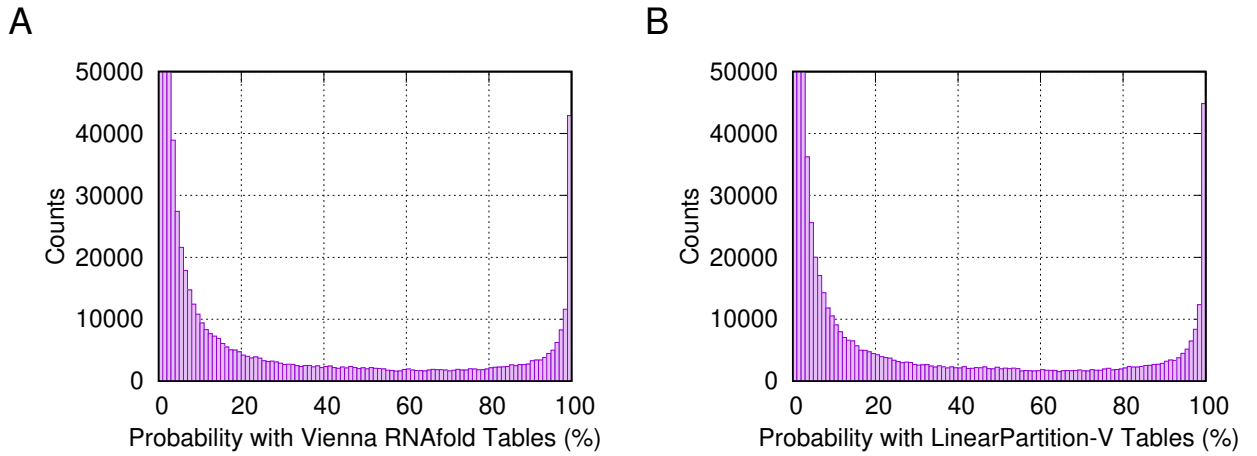 A
50000
40000
30000
20000
10000
0
Counts
0 20 40 60 80 100
Probability with Vienna RNAfold Tables (%)
B
50000
40000
30000
20000
10000
0
Counts
0 20 40 60 80 100
Probability with LinearPartition-V Tables (%)